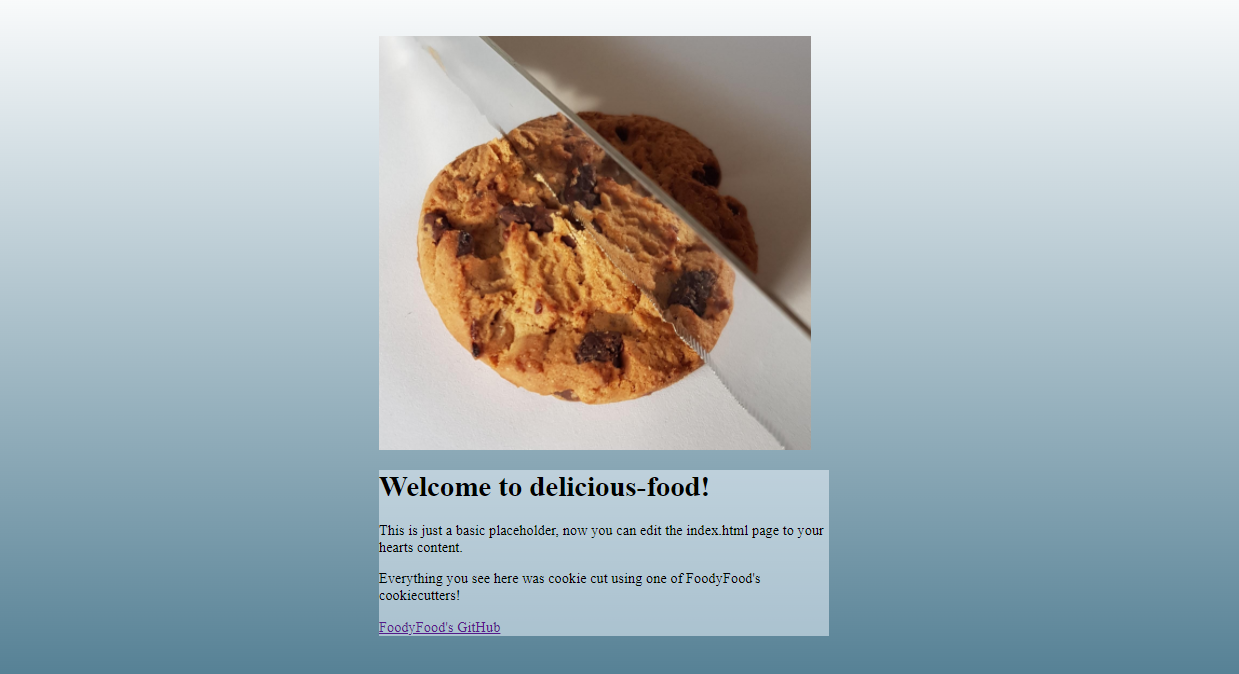 Welcome to delicious-food!
This is just a basic placeholder, now you can edit the index.html page to your
hearts content.
Everything you see here was cookie cut using one of FoodyFood's
cookiecutters!
FoodyFood's GitHub